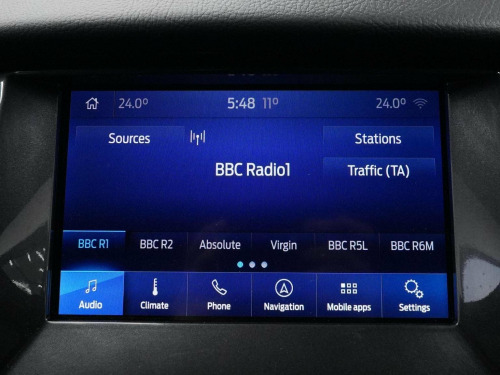 24.0° 5:48 11° 24.0°
Sources Stations
BBC Radio1 Traffic (TA)
BBC R1 BBC R2 Absolute Virgin BBC R5L BBC R6M
Audio Climate Phone Navigation Mobile apps Settings